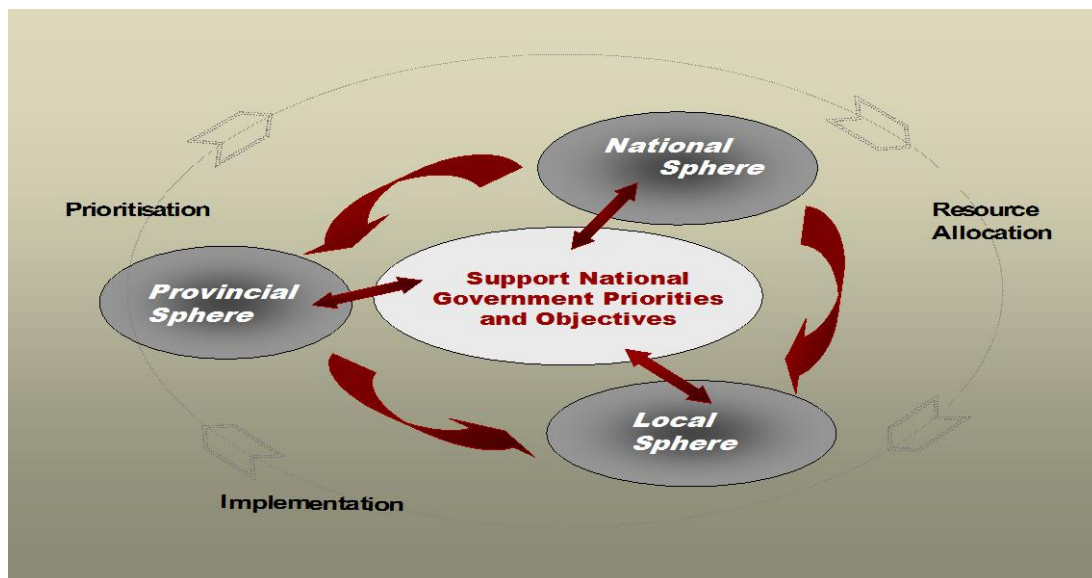 National
Sphere
Prioritisation
Resource
Allocation
Provincial
Sphere
Support National
Government Priorities
and Objectives
Local
Sphere
Implementation